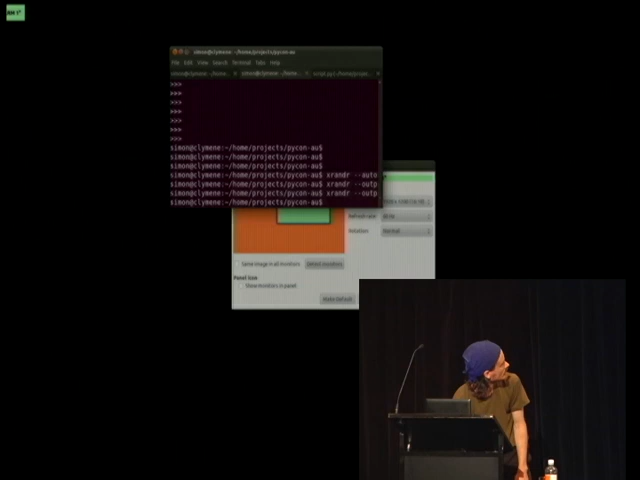 simon@clymene: ~/home/projects/pycon-au
File Edit View Search Terminal Tabs Help
>>>
>>>
>>>
>>>
>>>
>>>
>>>
simon@clymene:~/home/projects/pycon-au$
simon@clymene:~/home/projects/pycon-au$
simon@clymene:~/home/projects/pycon-au$
simon@clymene:~/home/projects/pycon-au$ xrandr --auto
simon@clymene:~/home/projects/pycon-au$ xrandr --outp
simon@clymene:~/home/projects/pycon-au$ xrandr --outp
simon@clymene:~/home/projects/pycon-au$
Refresh rate:
Rotation: Normal
Same image in all monitors Detect monitors
Panel icon
Show monitors in panel
Make Default